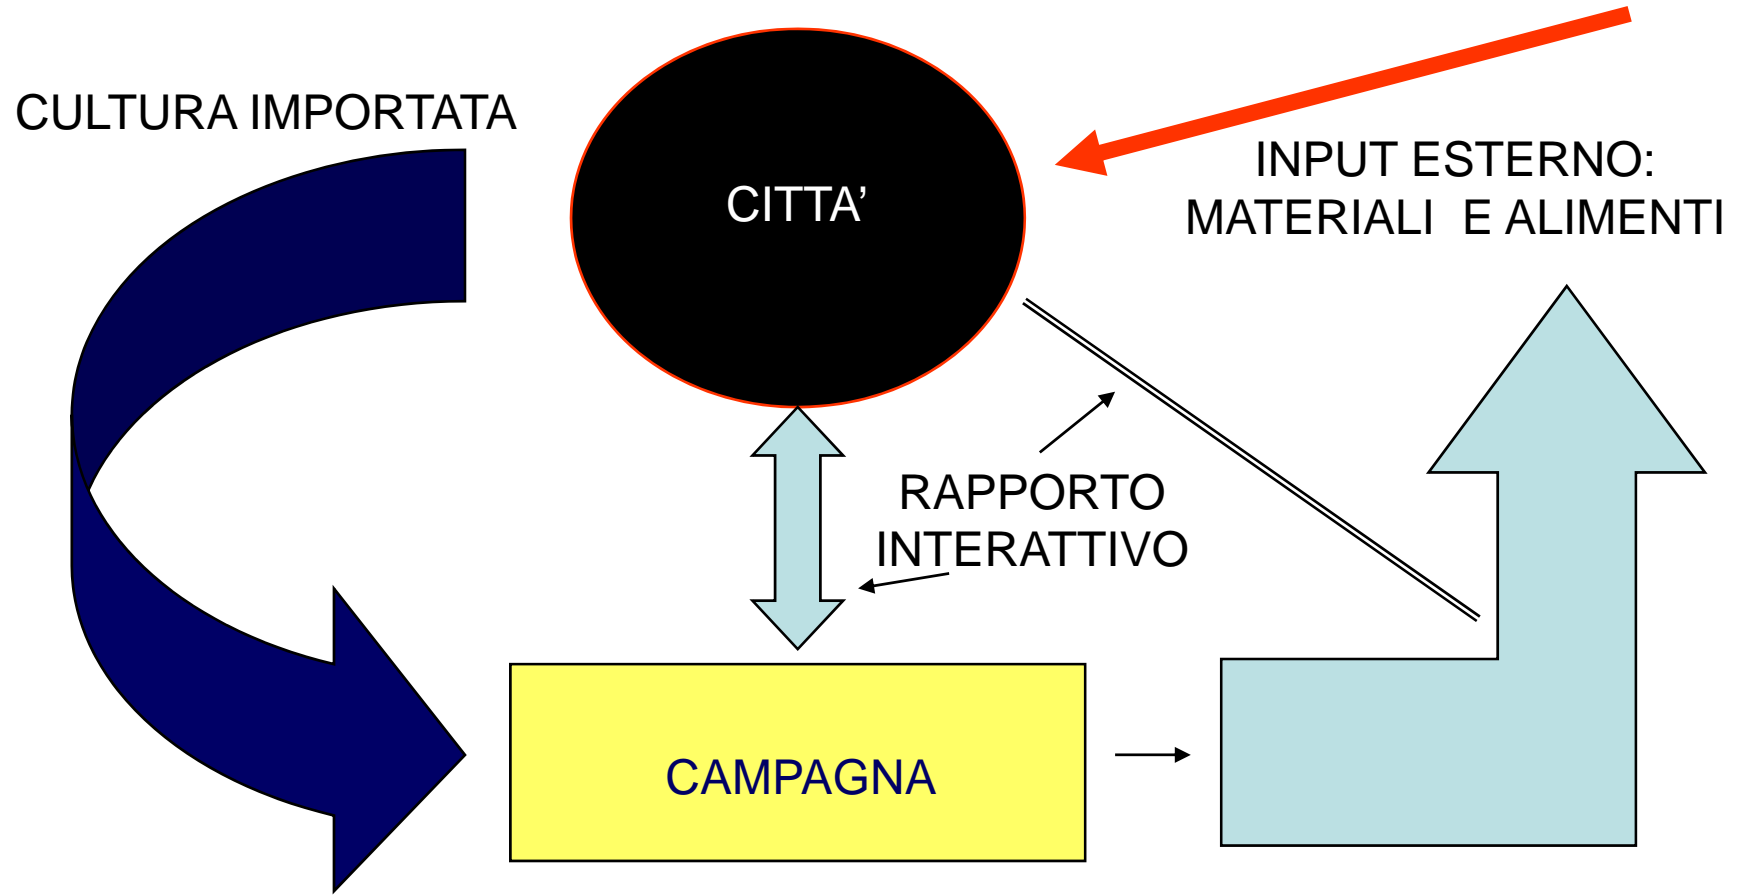 CULTURA IMPORTATA
CITTA’
INPUT ESTERNO:
MATERIALI E ALIMENTI
RAPPORTO
INTERATTIVO
CAMPAGNA